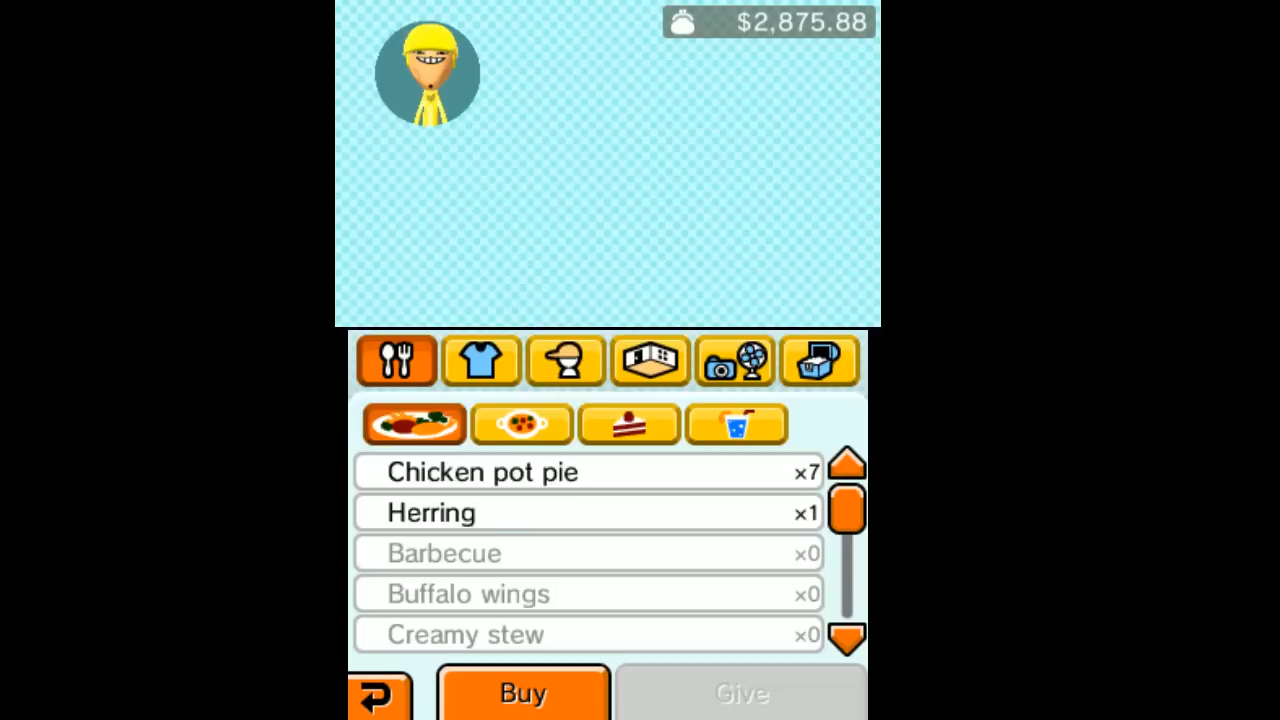 $2,875.88
Chicken pot pie ×7
Herring ×1
Barbecue ×0
Buffalo wings ×0
Creamy stew ×0
Buy Give